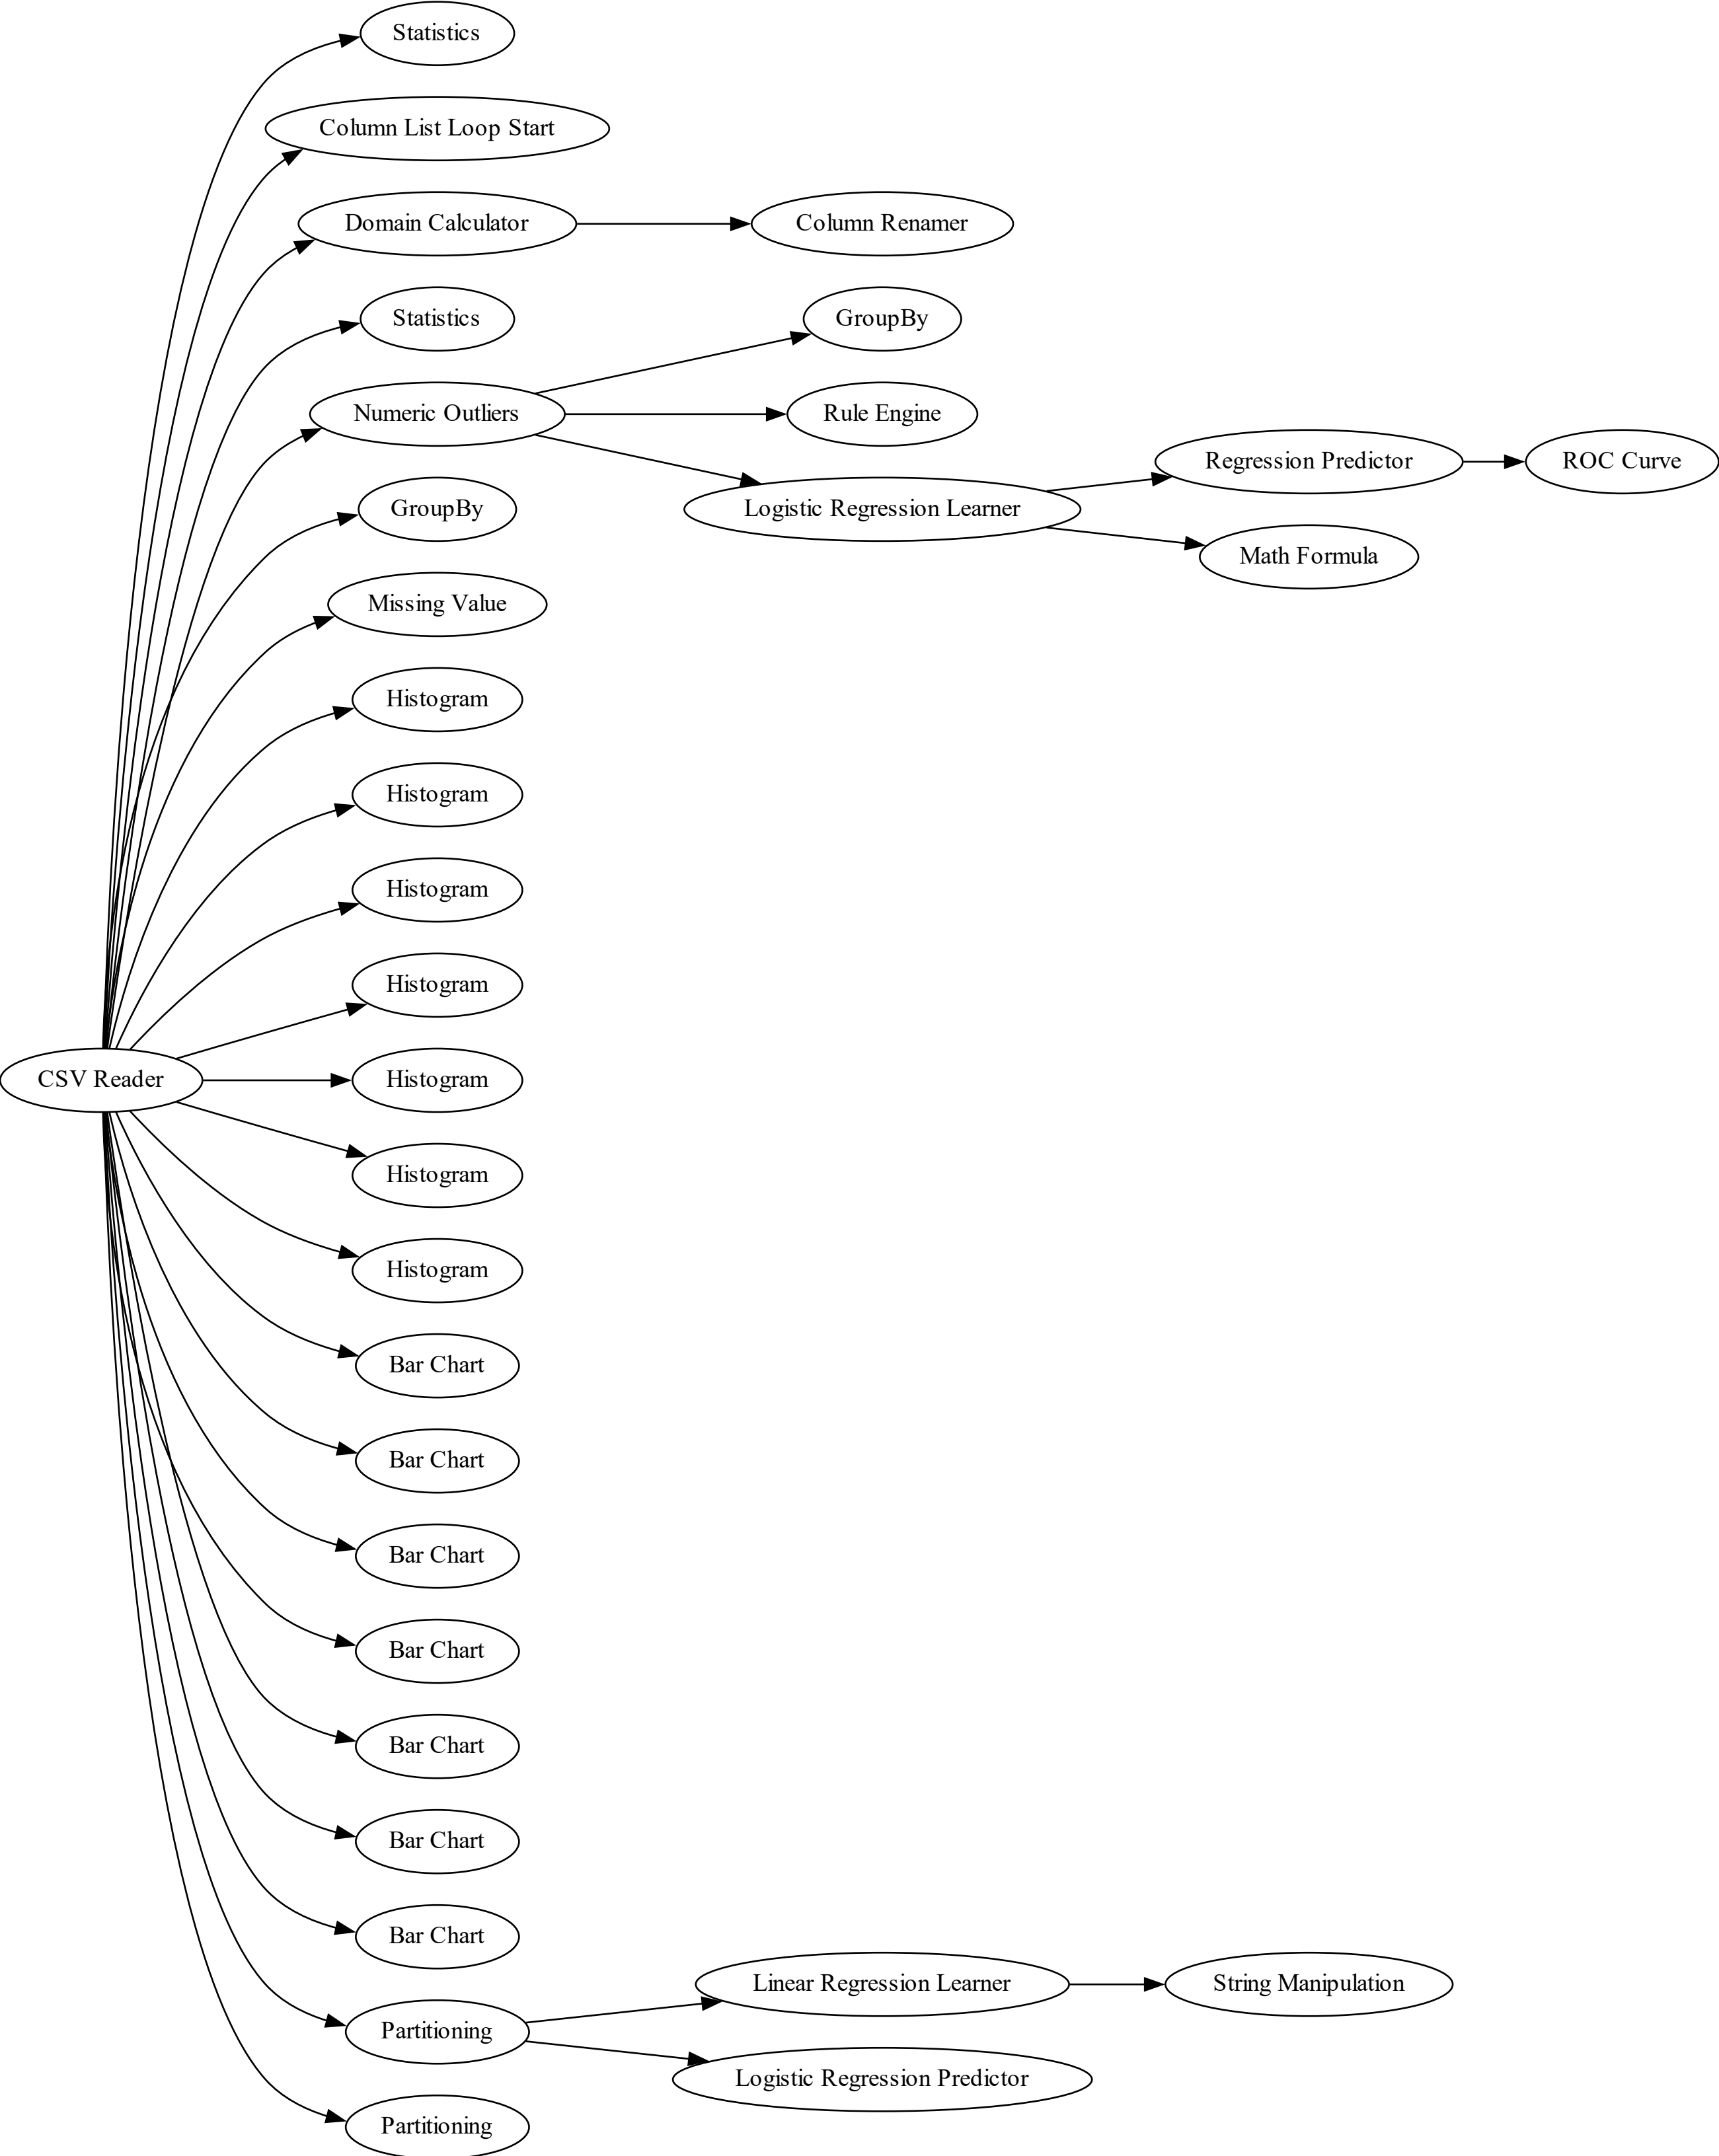 Statistics
Column List Loop Start
Domain Calculator
Column Renamer
Statistics
GroupBy
Numeric Outliers
Rule Engine
Regression Predictor
ROC Curve
GroupBy
Logistic Regression Learner
Math Formula
Missing Value
Histogram
Histogram
Histogram
Histogram
CSV Reader
Histogram
Histogram
Histogram
Bar Chart
Bar Chart
Bar Chart
Bar Chart
Bar Chart
Bar Chart
Bar Chart
Linear Regression Learner
String Manipulation
Partitioning
Logistic Regression Predictor
Partitioning